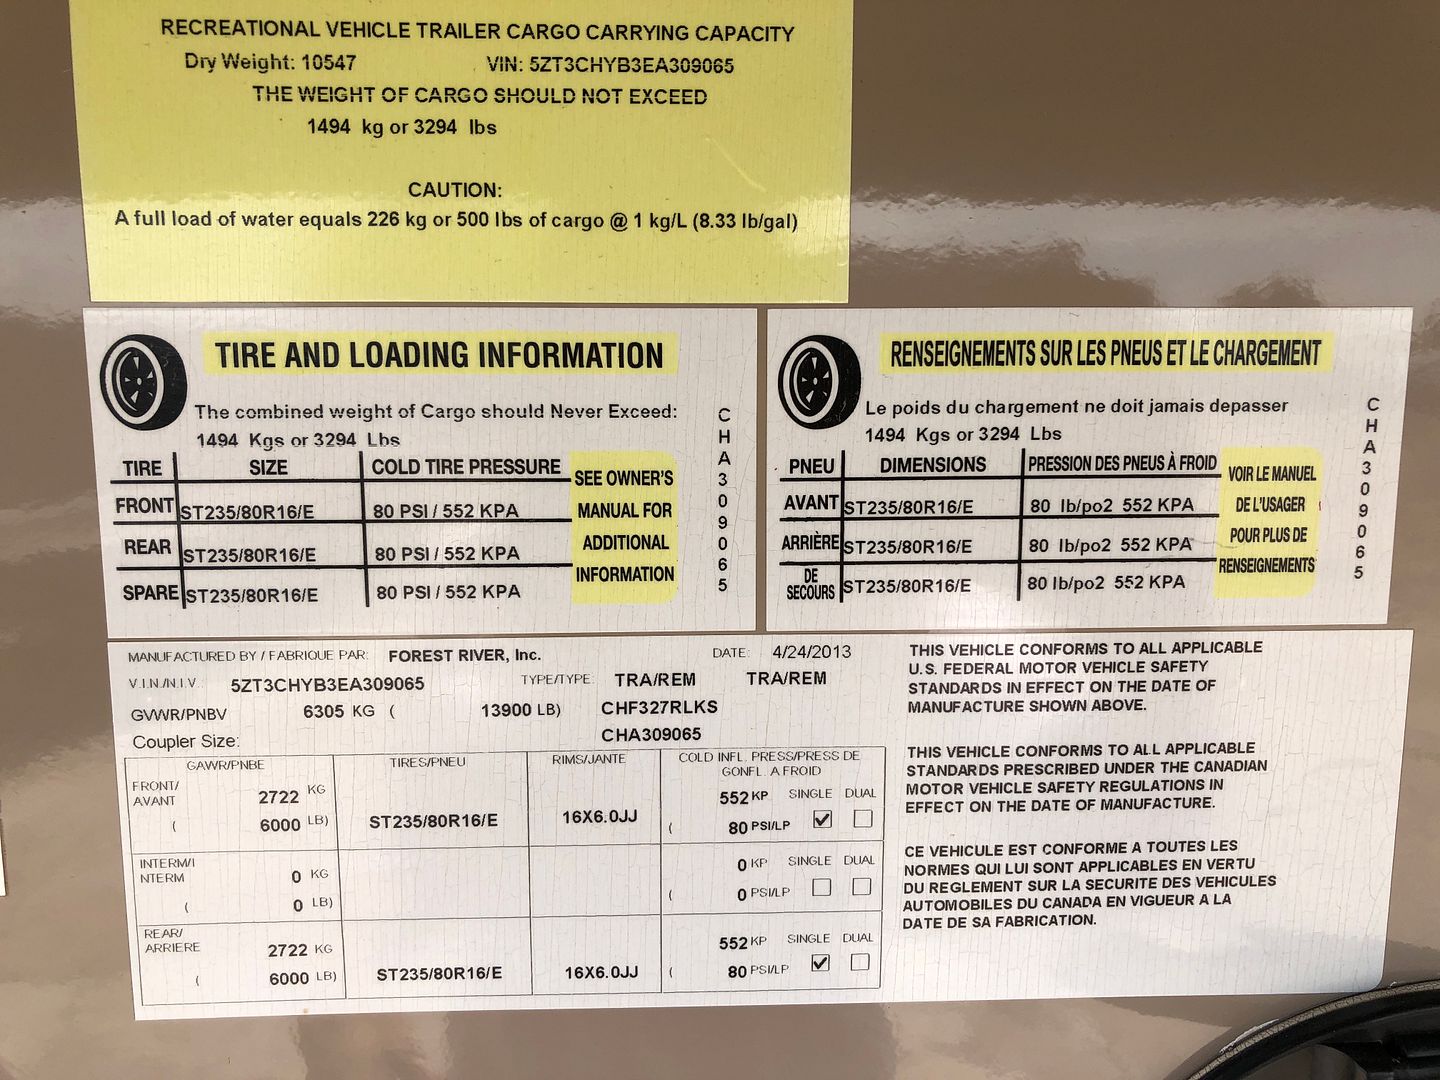 RECREATIONAL VEHICLE TRAILER CARGO CARRYING CAPACITY
Dry Weight: 10547 VIN: 5ZT3CHYB3EA309065
THE WEIGHT OF CARGO SHOULD NOT EXCEED
1494 kg or 3294 lbs
CAUTION:
A full load of water equals 226 kg or 500 lbs of cargo @ 1 kg/L (8.33 lb/gal)
TIRE AND LOADING INFORMATION
The combined weight of Cargo should Never Exceed:
1494 Kgs or 3294 Lbs
TIRE SIZE COLD TIRE PRESSURE
FRONT ST235/80R16/E 80 PSI / 552 KPA
REAR ST235/80R16/E 80 PSI / 552 KPA
SPARE ST235/80R16/E 80 PSI / 552 KPA
SEE OWNER'S
MANUAL FOR
ADDITIONAL
INFORMATION
CHA309065
RENSEIGNEMENTS SUR LES PNEUS ET LE CHARGEMENT
Le poids du chargement ne doit jamais depasser
1494 Kgs or 3294 Lbs
PNEU DIMENSIONS PRESSION DES PNEUS À FROID
AVANT ST235/80R16/E 80 lb/po2 552 KPA
ARRIÈRE ST235/80R16/E 80 lb/po2 552 KPA
DE
SECOURS ST235/80R16/E 80 lb/po2 552 KPA
VOIR LE MANUEL
DE L'USAGER
POUR PLUS DE
RENSEIGNEMENTS
CHA309065
MANUFACTURED BY / FABRIQUE PAR: FOREST RIVER, Inc. DATE: 4/24/2013
V.I.N./N.I.V.: 5ZT3CHYB3EA309065 TYPE/TYPE: TRA/REM TRA/REM
GVWR/PNBV 6305 KG ( 13900 LB) CHF327RLKS
Coupler Size: CHA309065
GAWR/PNBE TIRES/PNEU RIMS/JANTE COLD INFL. PRESS/PRESS DE
GONFL. A FROID
FRONT/
AVANT 2722 KG 552 KP SINGLE DUAL
( 6000 LB) ST235/80R16/E 16X6.0JJ ( 80 PSI/LP
INTERM/I
NTERM 0 KG 0 KP SINGLE DUAL
( 0 LB) ( 0 PSI/LP
REAR/
ARRIERE 2722 KG 552 KP SINGLE DUAL
( 6000 LB) ST235/80R16/E 16X6.0JJ ( 80 PSI/LP
THIS VEHICLE CONFORMS TO ALL APPLICABLE
U.S. FEDERAL MOTOR VEHICLE SAFETY
STANDARDS IN EFFECT ON THE DATE OF
MANUFACTURE SHOWN ABOVE.
THIS VEHICLE CONFORMS TO ALL APPLICABLE
STANDARDS PRESCRIBED UNDER THE CANADIAN
MOTOR VEHICLE SAFETY REGULATIONS IN
EFFECT ON THE DATE OF MANUFACTURE.
CE VEHICULE EST CONFORME A TOUTES LES
NORMES QUI LUI SONT APPLICABLES EN VERTU
DU REGLEMENT SUR LA SECURITE DES VEHICULES
AUTOMOBILES DU CANADA EN VIGUEUR A LA
DATE DE SA FABRICATION.